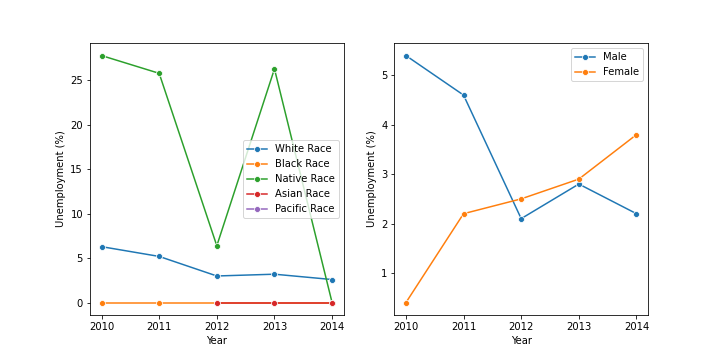 25
20
15
10
5
0
Unemployment (%)
White Race
Black Race
Native Race
Asian Race
Pacific Race
2010 2011 2012 2013 2014
Year
5
4
3
2
1
Unemployment (%)
Male
Female
2010 2011 2012 2013 2014
Year